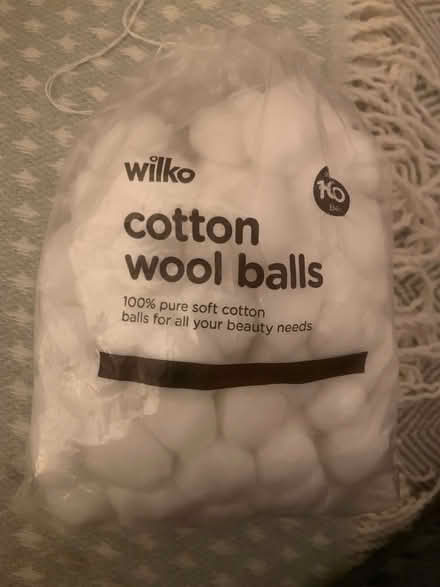 wilko
cotton
wool balls
100% pure soft cotton
balls for all your beauty needs